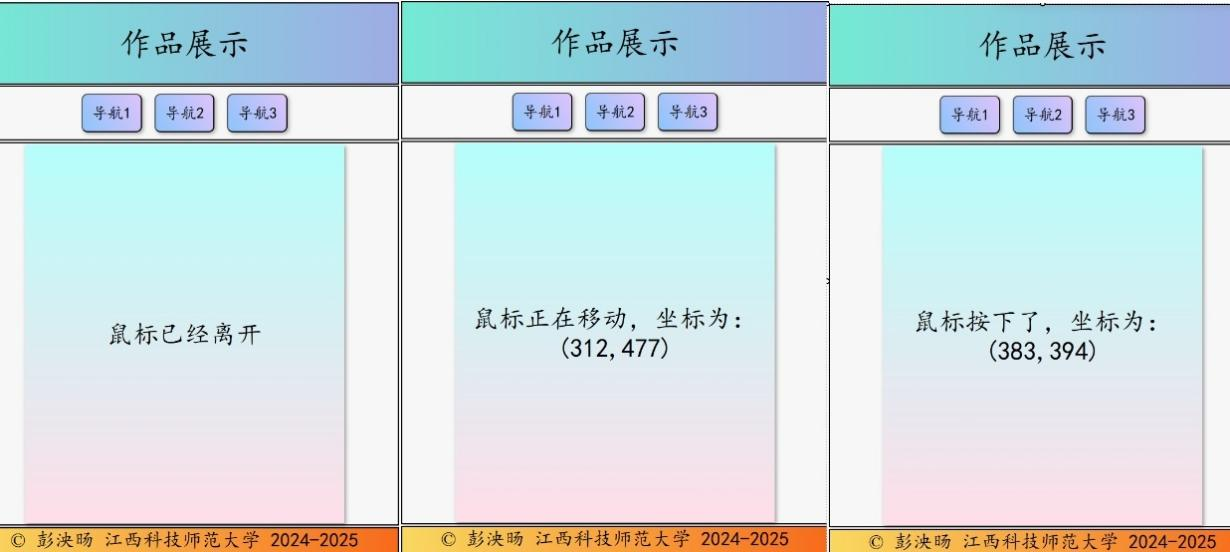 作品展示
导航1 导航2 导航3
鼠标已经离开
© 彭泱旸 江西科技师范大学 2024-2025
作品展示
导航1 导航2 导航3
鼠标正在移动，坐标为：
(312,477)
© 彭泱旸 江西科技师范大学 2024-2025
作品展示
导航1 导航2 导航3
鼠标按下了，坐标为：
(383,394)
© 彭泱旸 江西科技师范大学 2024-2025